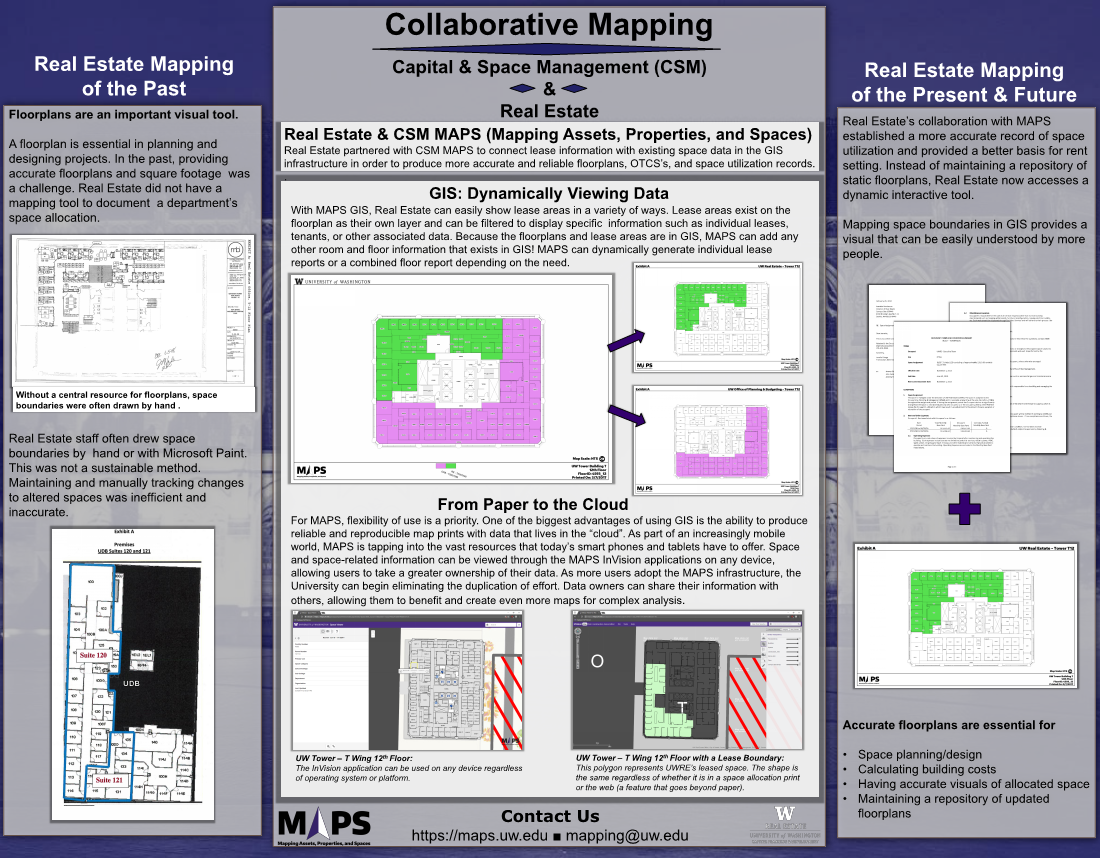 Real Estate Mapping
of the Past
Floorplans are an important visual tool.
A floorplan is essential in planning and
designing projects. In the past, providing
accurate floorplans and square footage was
a challenge. Real Estate did not have a
mapping tool to document a department's
space allocation.
Without a central resource for floorplans, space
boundaries were often drawn by hand .
Real Estate staff often drew space
boundaries by hand or with Microsoft Paint.
This was not a sustainable method.
Maintaining and manually tracking changes
to altered spaces was inefficient and
inaccurate.
Exhibit A
Premises
UDB Suites 120 and 121
Suite 120
UDB
Suite 121
Collaborative Mapping
Capital & Space Management (CSM)
&
Real Estate
Real Estate & CSM MAPS (Mapping Assets, Properties, and Spaces)
Real Estate partnered with CSM MAPS to connect lease information with existing space data in the GIS
infrastructure in order to produce more accurate and reliable floorplans, OTCS's, and space utilization records.
GIS: Dynamically Viewing Data
With MAPS GIS, Real Estate can easily show lease areas in a variety of ways. Lease areas exist on the
floorplan as their own layer and can be filtered to display specific information such as individual leases,
tenants, or other associated data. Because the floorplans and lease areas are in GIS, MAPS can add any
other room and floor information that exists in GIS! MAPS can dynamically generate individual lease
reports or a combined floor report depending on the need.
W UNIVERSITY of WASHINGTON
MAPS
Exhibit A
UW Real Estate - Tower T12
MAPS
Exhibit A
UW Office of Planning & Budgeting - Tower T12
MAPS
From Paper to the Cloud
For MAPS, flexibility of use is a priority. One of the biggest advantages of using GIS is the ability to produce
reliable and reproducible map prints with data that lives in the "cloud". As part of an increasingly mobile
world, MAPS is tapping into the vast resources that today's smart phones and tablets have to offer. Space
and space-related information can be viewed through the MAPS InVision applications on any device,
allowing users to take a greater ownership of their data. As more users adopt the MAPS infrastructure, the
University can begin eliminating the duplication of effort. Data owners can share their information with
others, allowing them to benefit and create even more maps for complex analysis.
MAPS
O
T
UW Tower – T Wing 12th Floor:
The InVision application can be used on any device regardless
of operating system or platform.
UW Tower – T Wing 12th Floor with a Lease Boundary:
This polygon represents UWRE's leased space. The shape is
the same regardless of whether it is in a space allocation print
or the web (a feature that goes beyond paper).
MAPS
Mapping Assets, Properties, and Spaces
Contact Us
https://maps.uw.edu ■ mapping@uw.edu
W
REAL ESTATE
UNIVERSITY of WASHINGTON
Real Estate Mapping
of the Present & Future
Real Estate's collaboration with MAPS
established a more accurate record of space
utilization and provided a better basis for rent
setting. Instead of maintaining a repository of
static floorplans, Real Estate now accesses a
dynamic interactive tool.
Mapping space boundaries in GIS provides a
visual that can be easily understood by more
people.
Exhibit A
UW Real Estate - Tower T12
MAPS
Accurate floorplans are essential for
• Space planning/design
• Calculating building costs
• Having accurate visuals of allocated space
• Maintaining a repository of updated
floorplans